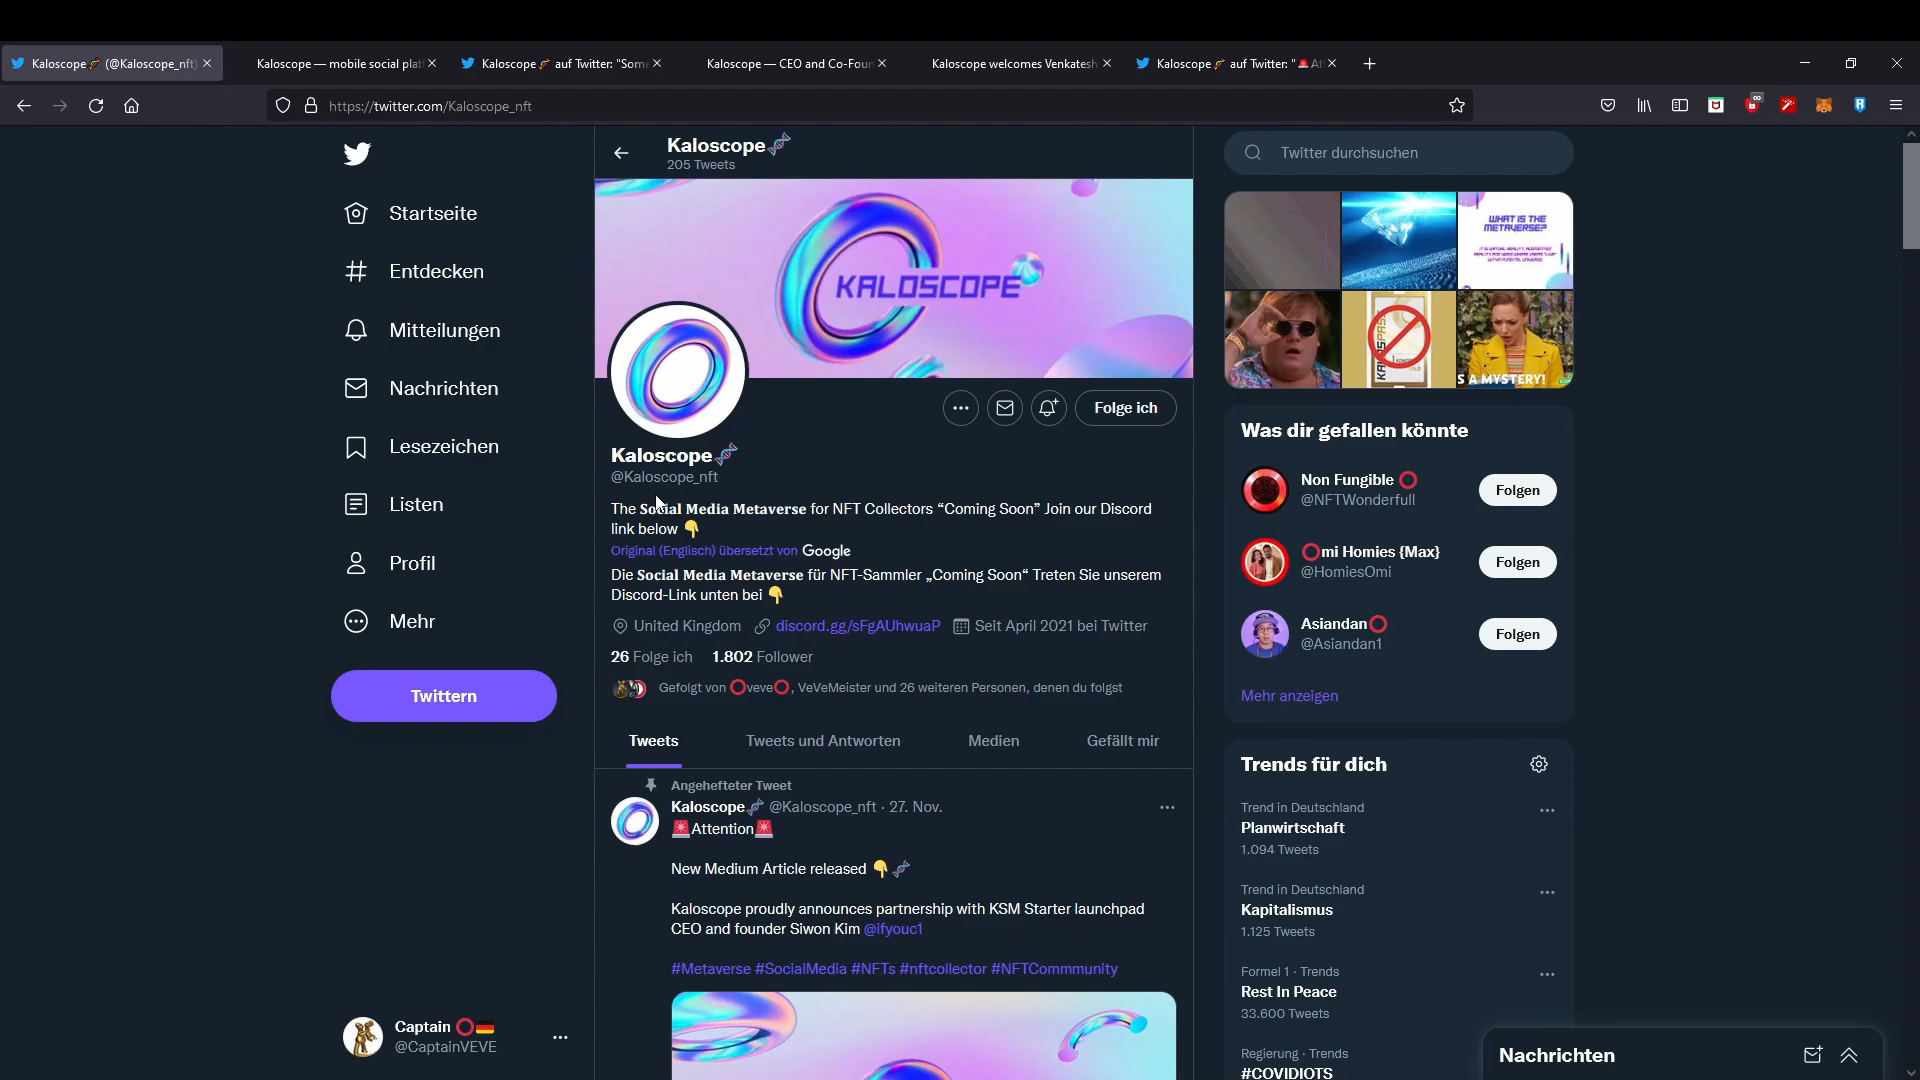 Kaloscope🧬 (@Kaloscope_nft)
Kaloscope — mobile social plat
Kaloscope🧬 auf Twitter: "Some
Kaloscope — CEO and Co-Foun
Kaloscope welcomes Venkatesh
Kaloscope🧬 auf Twitter: "🚨At
https://twitter.com/Kaloscope_nft
Startseite
Entdecken
Mitteilungen
Nachrichten
Lesezeichen
Listen
Profil
Mehr
Twittern
Captain ⭕🇩🇪
@CaptainVEVE
Kaloscope🧬
205 Tweets
KALOSCOPE
Folge ich
Kaloscope🧬
@Kaloscope_nft
The Social Media Metaverse for NFT Collectors “Coming Soon” Join our Discord
link below 👇
Original (Englisch) übersetzt von Google
Die Social Media Metaverse für NFT-Sammler „Coming Soon“ Treten Sie unserem
Discord-Link unten bei 👇
United Kingdom discord.gg/sFgAUhwuaP Seit April 2021 bei Twitter
26 Folge ich 1.802 Follower
Gefolgt von ⭕veve⭕, VeVeMeister und 26 weiteren Personen, denen du folgst
Tweets Tweets und Antworten Medien Gefällt mir
Angehefteter Tweet
Kaloscope🧬 @Kaloscope_nft · 27. Nov.
🚨Attention🚨
New Medium Article released 👇🧬
Kaloscope proudly announces partnership with KSM Starter launchpad
CEO and founder Siwon Kim @ifyouc1
#Metaverse #SocialMedia #NFTs #nftcollector #NFTCommmunity
Twitter durchsuchen
WHAT IS THE
METAVERSE?
S A MYSTERY!
Was dir gefallen könnte
Non Fungible ⭕
@NFTWonderfull
Folgen
⭕mi Homies {Max}
@HomiesOmi
Folgen
Asiandan⭕
@Asiandan1
Folgen
Mehr anzeigen
Trends für dich
Trend in Deutschland
Planwirtschaft
1.094 Tweets
Trend in Deutschland
Kapitalismus
1.125 Tweets
Formel 1 · Trends
Rest In Peace
33.600 Tweets
Regierung · Trends
#COVIDIOTS
Nachrichten